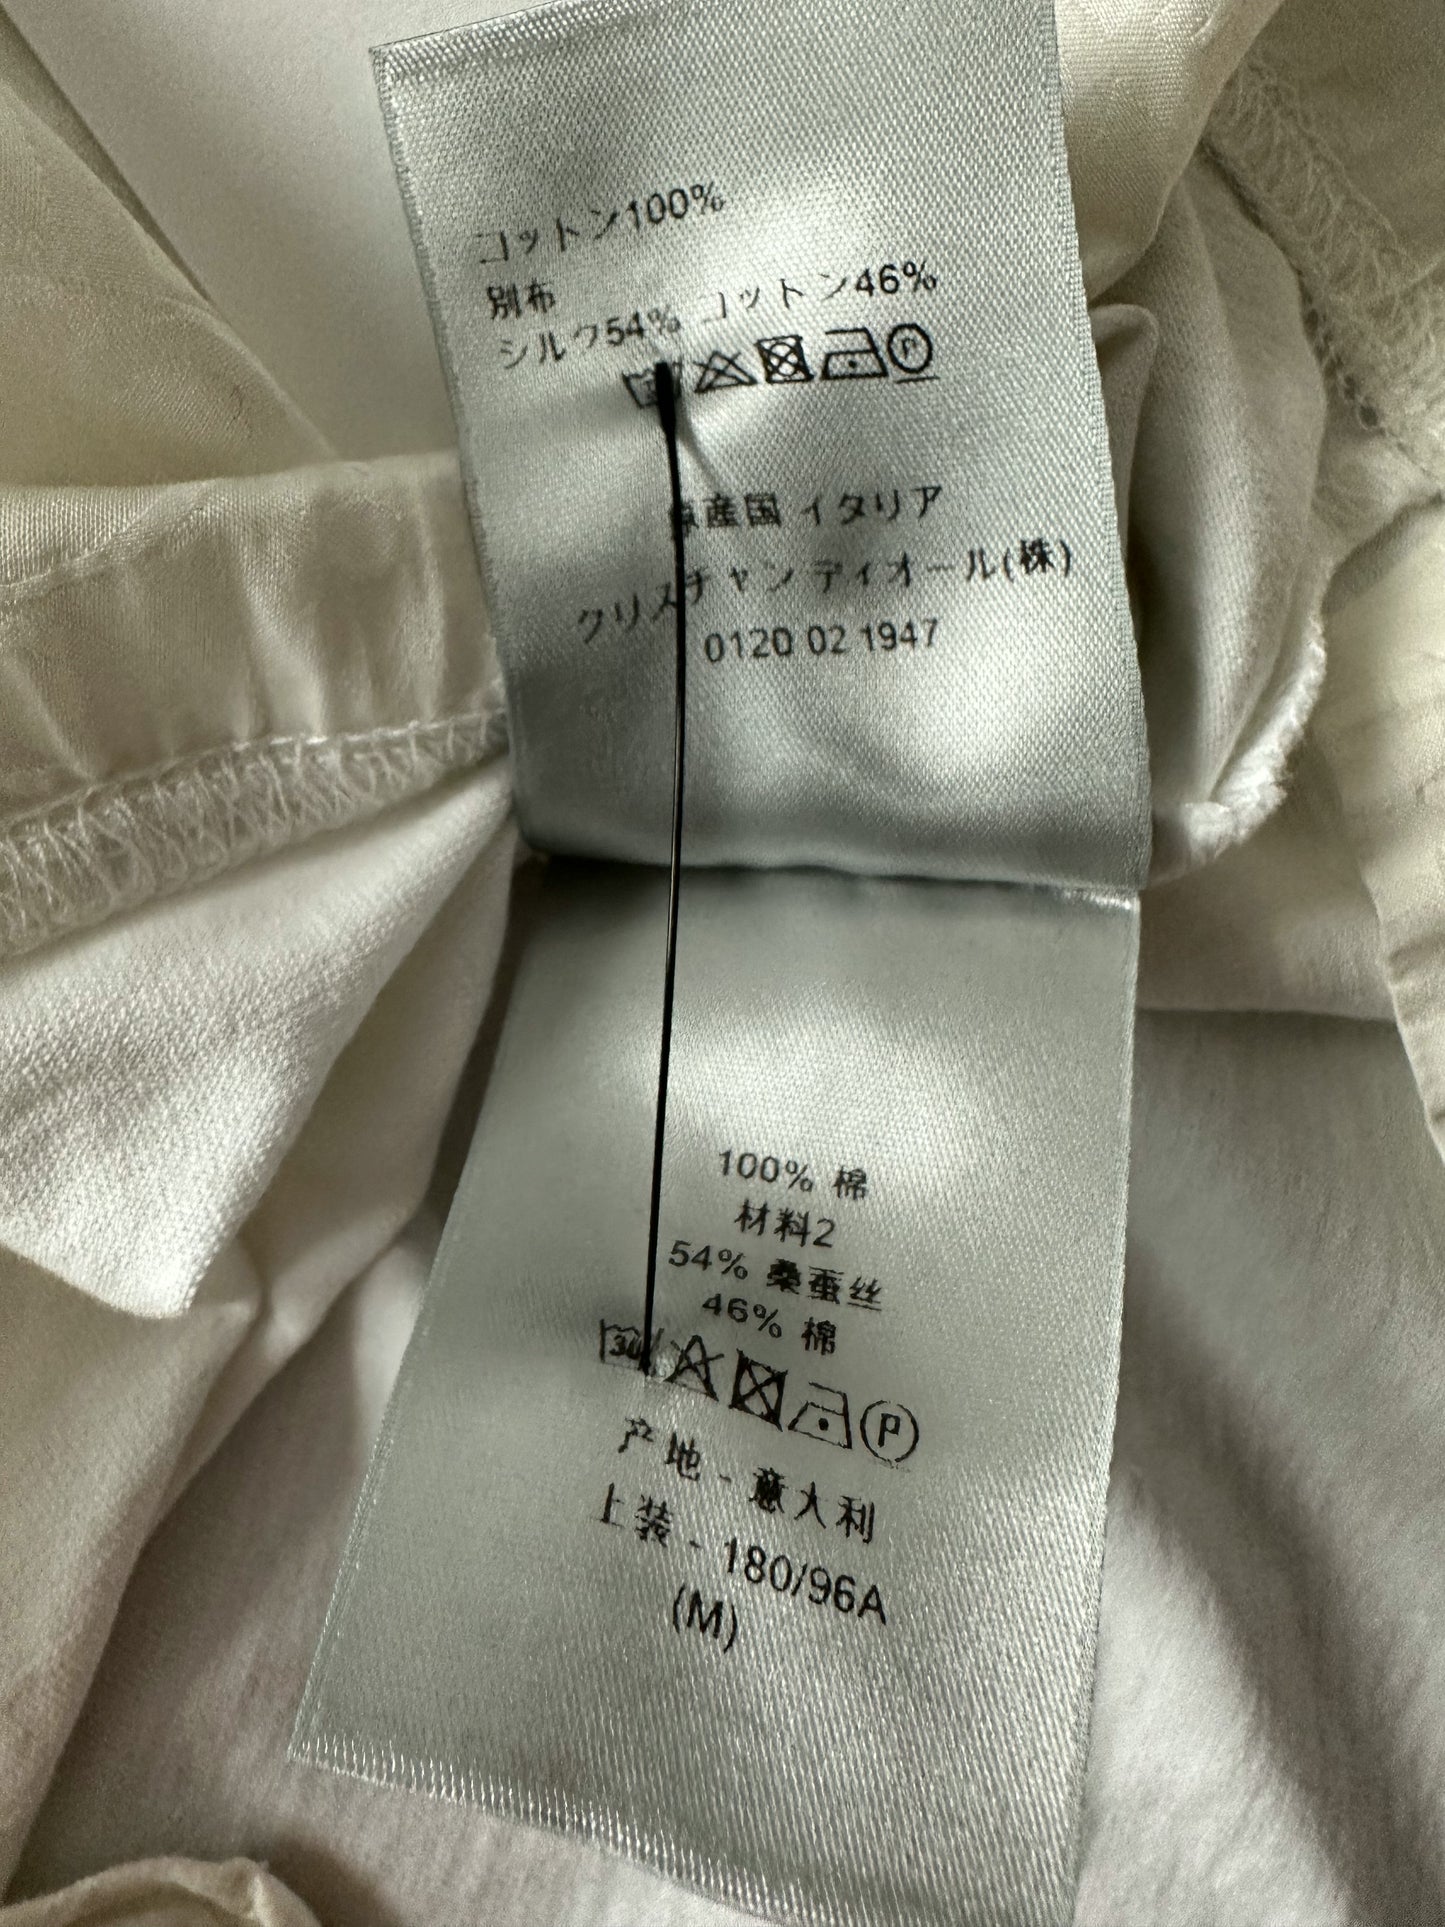 コットン100%
別布
シルク54% コットン46%
P
原産国 イタリア
クリスチャン ディオール(株)
0120 02 1947
100% 棉
材料2
54% 桑蚕丝
46% 棉
30
P
产地 - 意大利
上装 - 180/96A
(M)